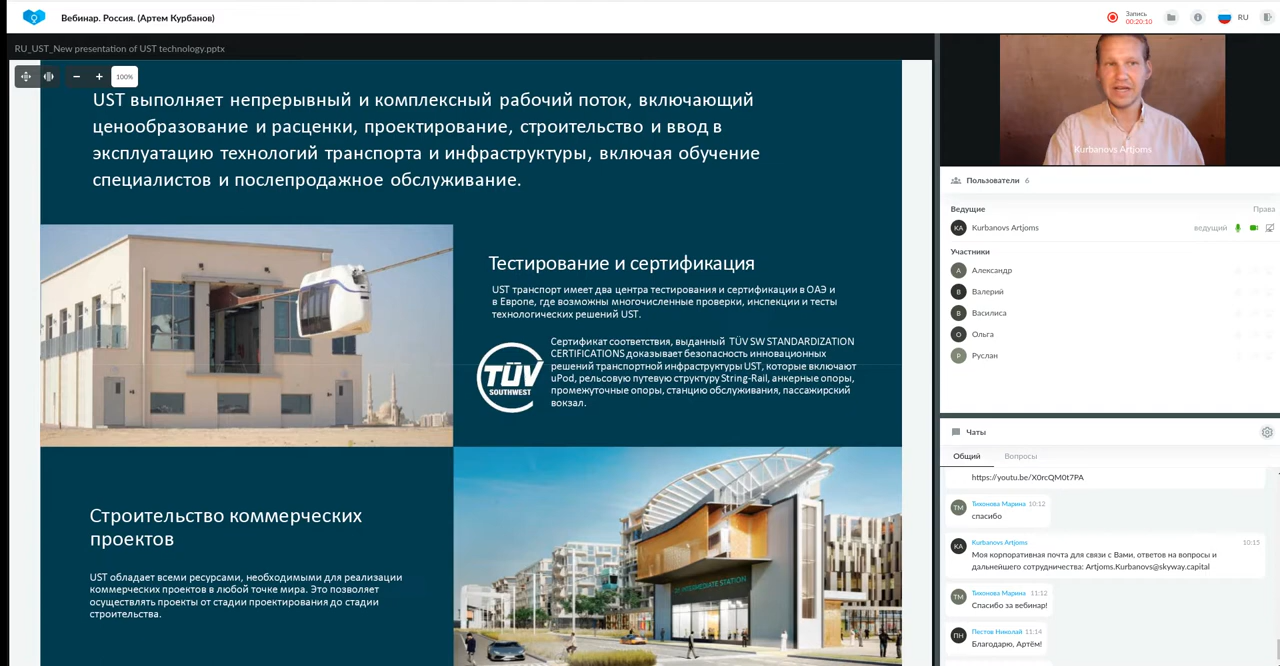 Вебинар. Россия. (Артем Курбанов)
Запись
00:20:10
RU
RU_UST_New presentation of UST technology.pptx
100%
UST выполняет непрерывный и комплексный рабочий поток, включающий
ценообразование и расценки, проектирование, строительство и ввод в
эксплуатацию технологий транспорта и инфраструктуры, включая обучение
специалистов и послепродажное обслуживание.
Тестирование и сертификация
UST транспорт имеет два центра тестирования и сертификации в ОАЭ и
в Европе, где возможны многочисленные проверки, инспекции и тесты
технологических решений UST.
TÜV
SOUTHWEST
Сертификат соответствия, выданный TÜV SW STANDARDIZATION
CERTIFICATIONS доказывает безопасность инновационных
решений транспортной инфраструктуры UST, которые включают
uPod, рельсовую путевую структуру String-Rail, анкерные опоры,
промежуточные опоры, станцию обслуживания, пассажирский
вокзал.
Строительство коммерческих
проектов
UST обладает всеми ресурсами, необходимыми для реализации
коммерческих проектов в любой точке мира. Это позволяет
осуществлять проекты от стадии проектирования до стадии
строительства.
INTERMEDIATE STATION
Kurbanovs Artjoms
Пользователи 6
Ведущие Права
KA Kurbanovs Artjoms ведущий
Участники
А Александр
В Валерий
В Василиса
О Ольга
Р Руслан
Чаты
Общий Вопросы
https://youtu.be/X0rcQM0t7PA
ТМ Тихонова Марина 10:12
спасибо
KA Kurbanovs Artjoms 10:15
Моя корпоративная почта для связи с Вами, ответов на вопросы и
дальнейшего сотрудничества: Artjoms.Kurbanovs@skyway.capital
ТМ Тихонова Марина 11:12
Спасибо за вебинар!
ПН Пестов Николай 11:14
Благодарю, Артём!